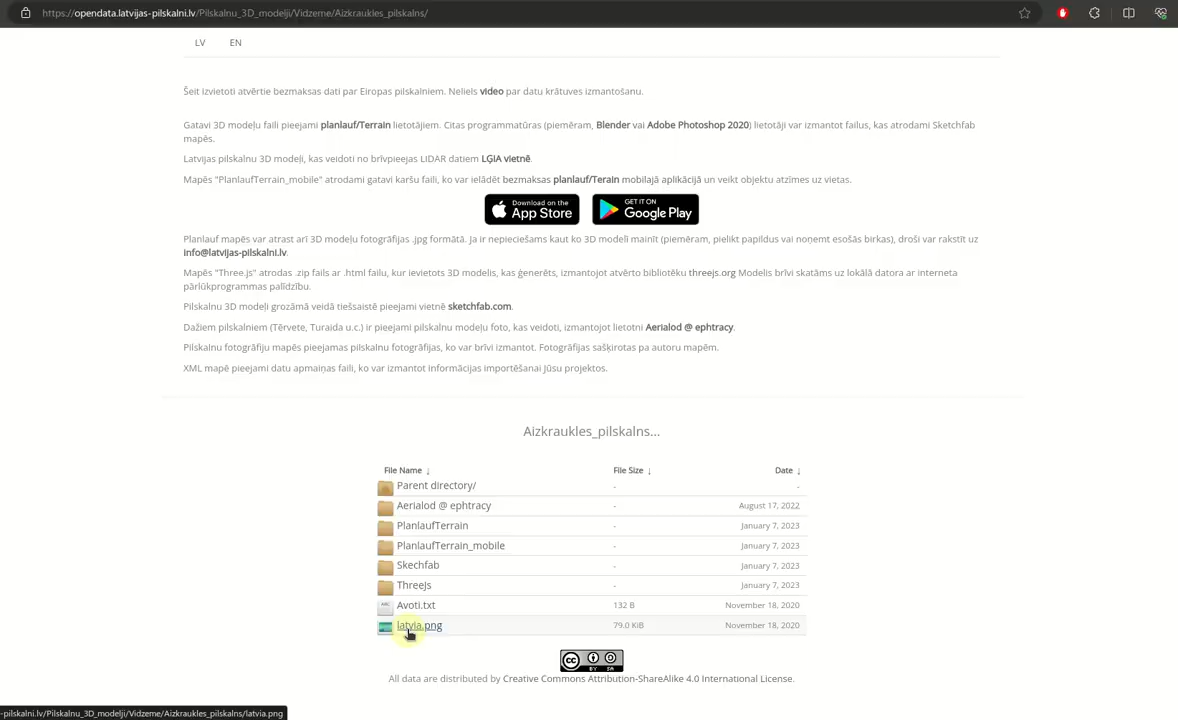 https://opendata.latvijas-pilskalni.lv/Pilskalnu_3D_modelji/Vidzeme/Aizkraukles_pilskalns/
LV EN
Šeit izvietoti atvērtie bezmaksas dati par Eiropas pilskalniem. Neliels video par datu krātuves izmantošanu.
Gatavi 3D modeļu faili pieejami planlauf/Terrain lietotājiem. Citas programmatūras (piemēram, Blender vai Adobe Photoshop 2020) lietotāji var izmantot failus, kas atrodami Sketchfab
mapēs.
Latvijas pilskalnu 3D modeļi, kas veidoti no brīvpieejas LIDAR datiem LĢIA vietnē.
Mapēs "PlanlaufTerrain_mobile" atrodami gatavi karšu faili, ko var ielādēt bezmaksas planlauf/Terain mobilajā aplikācijā un veikt objektu atzīmes uz vietas.
Download on the GET IT ON
App Store Google Play
Planlauf mapēs var atrast arī 3D modeļu fotogrāfijas .jpg formātā. Ja ir nepieciešams kaut ko 3D modelī mainīt (piemēram, pielikt papildus vai noņemt esošās birkas), droši var rakstīt uz
info@latvijas-pilskalni.lv.
Mapēs "Three.js" atrodas .zip fails ar .html failu, kur ievietots 3D modelis, kas ģenerēts, izmantojot atvērto bibliotēku threejs.org Modelis brīvi skatāms uz lokālā datora ar interneta
pārlūkprogrammas palīdzību.
Pilskalnu 3D modeļi grozāmā veidā tiešsaistē pieejami vietnē sketchfab.com.
Dažiem pilskalniem (Tērvete, Turaida u.c.) ir pieejami pilskalnu modeļu foto, kas veidoti, izmantojot lietotni Aerialod @ ephtracy.
Pilskalnu fotogrāfiju mapēs pieejamas pilskalnu fotogrāfijas, ko var brīvi izmantot. Fotogrāfijas sašķirotas pa autoru mapēm.
XML mapē pieejami datu apmaiņas faili, ko var izmantot informācijas importēšanai Jūsu projektos.
Aizkraukles_pilskalns...
File Name ↓ File Size ↓ Date ↓
Parent directory/ - -
Aerialod @ ephtracy - August 17, 2022
PlanlaufTerrain - January 7, 2023
PlanlaufTerrain_mobile - January 7, 2023
Skechfab - January 7, 2023
ThreeJs - January 7, 2023
Avoti.txt 132 B November 18, 2020
latvia.png 79.0 KiB November 18, 2020
CC BY SA
All data are distributed by Creative Commons Attribution-ShareAlike 4.0 International License.
-pilskalni.lv/Pilskalnu_3D_modelji/Vidzeme/Aizkraukles_pilskalns/latvia.png